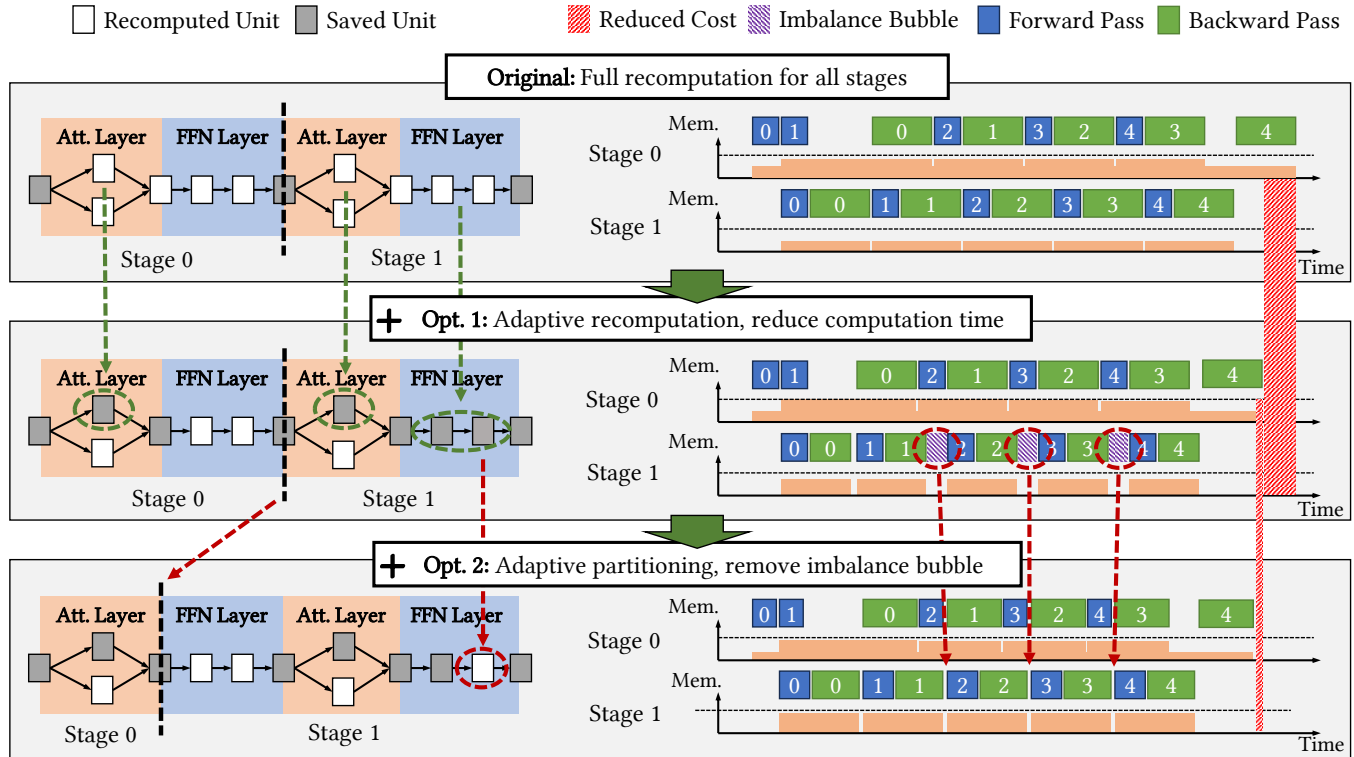 Recomputed Unit Saved Unit Reduced Cost Imbalance Bubble Forward Pass Backward Pass
Original: Full recomputation for all stages
Att. Layer FFN Layer Att. Layer FFN Layer
Stage 0 Stage 1
Mem.
0 1 0 2 1 3 2 4 3 4
Stage 0
Mem.
0 0 1 1 2 2 3 3 4 4
Stage 1
Time
+ Opt. 1: Adaptive recomputation, reduce computation time
Att. Layer FFN Layer Att. Layer FFN Layer
Stage 0 Stage 1
Mem.
0 1 0 2 1 3 2 4 3 4
Stage 0
Mem.
0 0 1 1 2 2 3 3 4 4
Stage 1
Time
+ Opt. 2: Adaptive partitioning, remove imbalance bubble
Att. Layer FFN Layer Att. Layer FFN Layer
Stage 0 Stage 1
Mem.
0 1 0 2 1 3 2 4 3 4
Stage 0
Mem.
0 0 1 1 2 2 3 3 4 4
Stage 1
Time